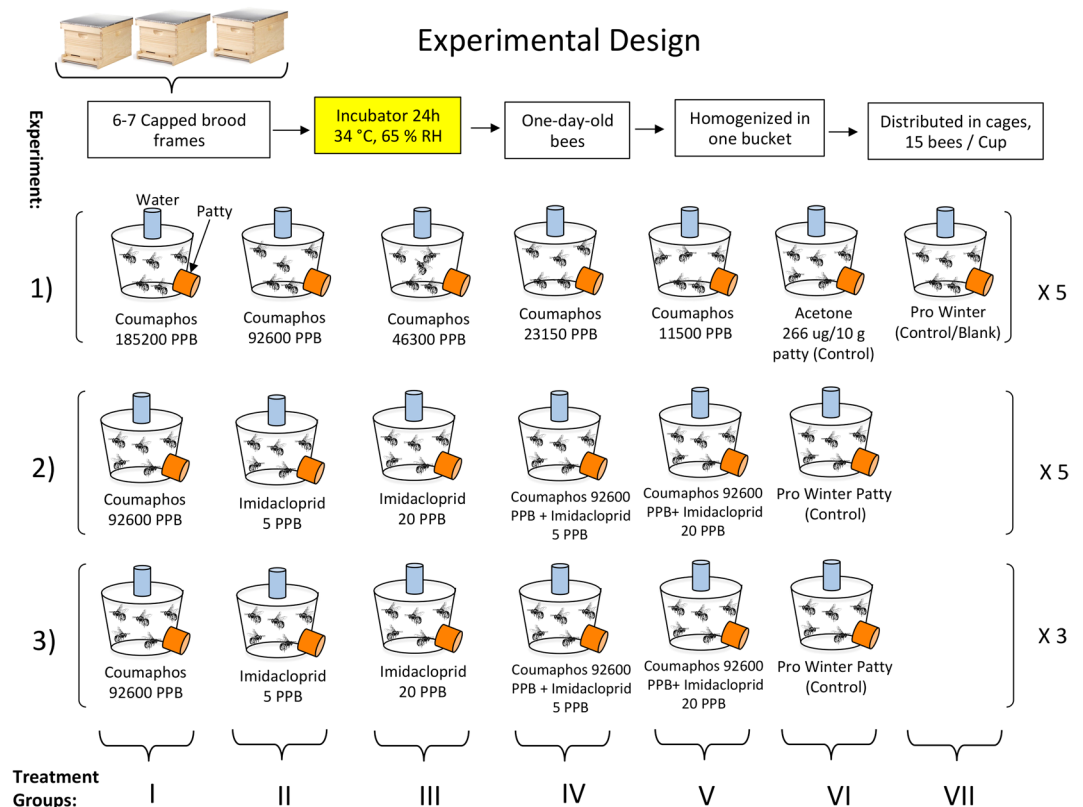 Experimental Design
Experiment:
6-7 Capped brood
frames
Incubator 24h
34 °C, 65 % RH
One-day-old
bees
Homogenized in
one bucket
Distributed in cages,
15 bees / Cup
Water
Patty
1)
Coumaphos
185200 PPB
Coumaphos
92600 PPB
Coumaphos
46300 PPB
Coumaphos
23150 PPB
Coumaphos
11500 PPB
Acetone
266 ug/10 g
patty (Control)
Pro Winter
(Control/Blank)
X 5
2)
Coumaphos
92600 PPB
Imidacloprid
5 PPB
Imidacloprid
20 PPB
Coumaphos 92600
PPB + Imidacloprid
5 PPB
Coumaphos 92600
PPB+ Imidacloprid
20 PPB
Pro Winter Patty
(Control)
X 5
3)
Coumaphos
92600 PPB
Imidacloprid
5 PPB
Imidacloprid
20 PPB
Coumaphos 92600
PPB + Imidacloprid
5 PPB
Coumaphos 92600
PPB+ Imidacloprid
20 PPB
Pro Winter Patty
(Control)
X 3
Treatment
Groups:
I
II
III
IV
V
VI
VII